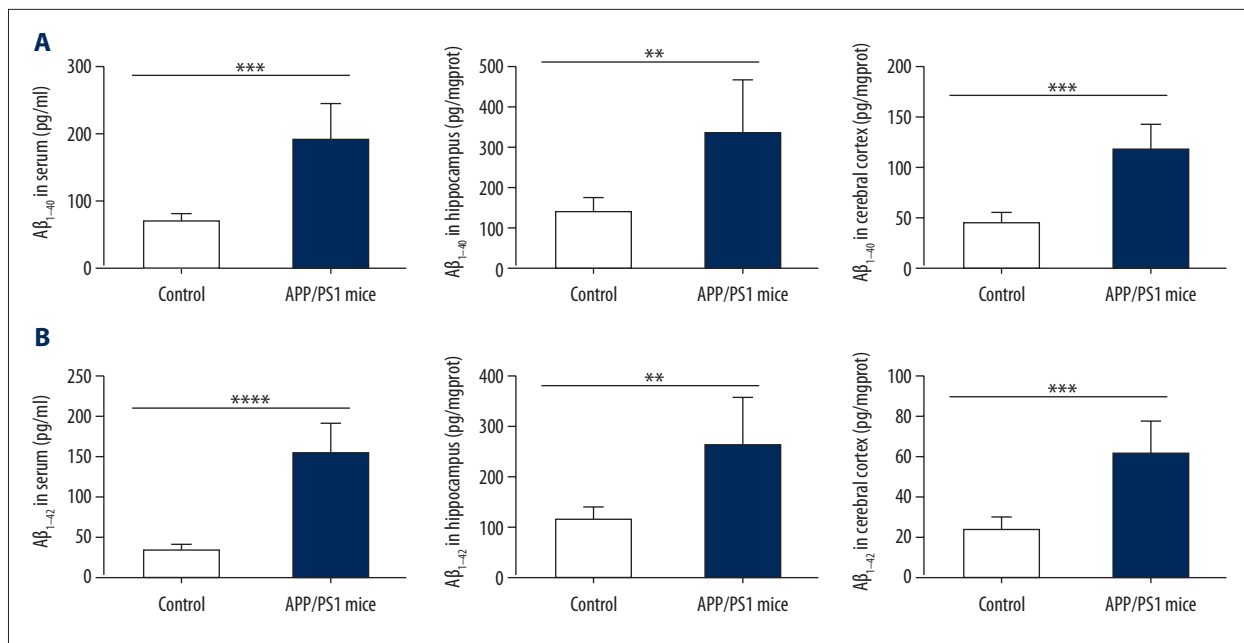 A
Aβ1–40 in serum (pg/ml)
300
200
100
0
***
Control
APP/PS1 mice
Aβ1–40 in hippocampus (pg/mgprot)
500
400
300
200
100
0
**
Control
APP/PS1 mice
Aβ1–40 in cerebral cortex (pg/mgprot)
200
150
100
50
0
***
Control
APP/PS1 mice
B
Aβ1–42 in serum (pg/ml)
250
200
150
100
50
0
****
Control
APP/PS1 mice
Aβ1–42 in hippocampus (pg/mgprot)
400
300
200
100
0
**
Control
APP/PS1 mice
Aβ1–42 in cerebral cortex (pg/mgprot)
100
80
60
40
20
0
***
Control
APP/PS1 mice